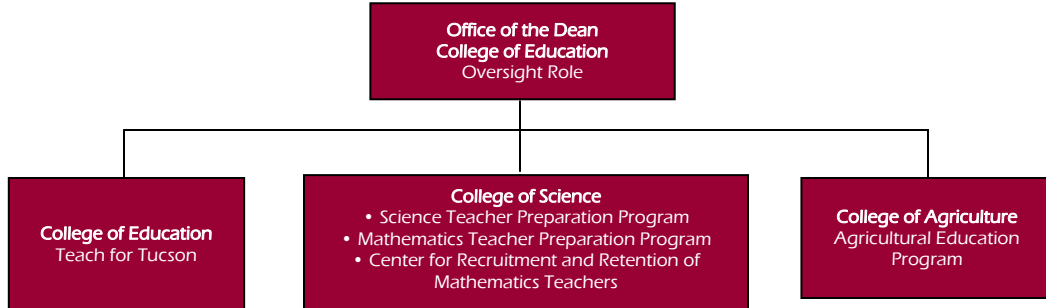 Office of the Dean
College of Education
Oversight Role
College of Education
Teach for Tucson
College of Science
• Science Teacher Preparation Program
• Mathematics Teacher Preparation Program
• Center for Recruitment and Retention of
Mathematics Teachers
College of Agriculture
Agricultural Education
Program